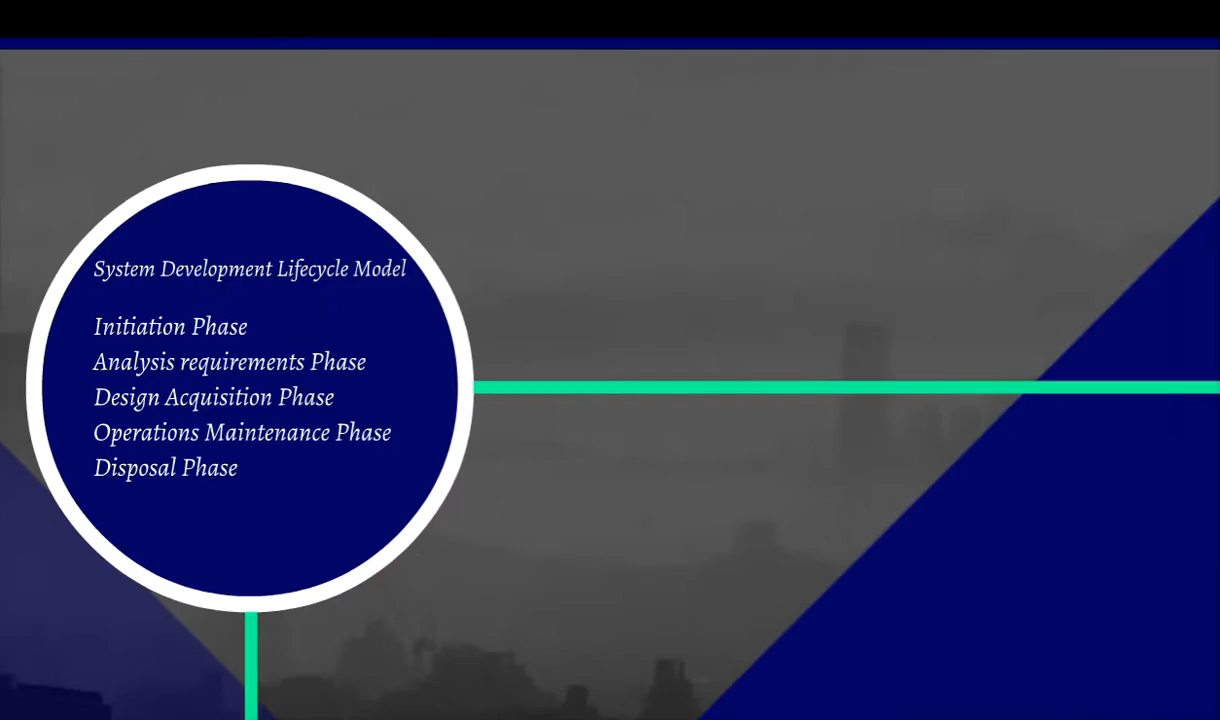 System Development Lifecycle Model
Initiation Phase
Analysis requirements Phase
Design Acquisition Phase
Operations Maintenance Phase
Disposal Phase